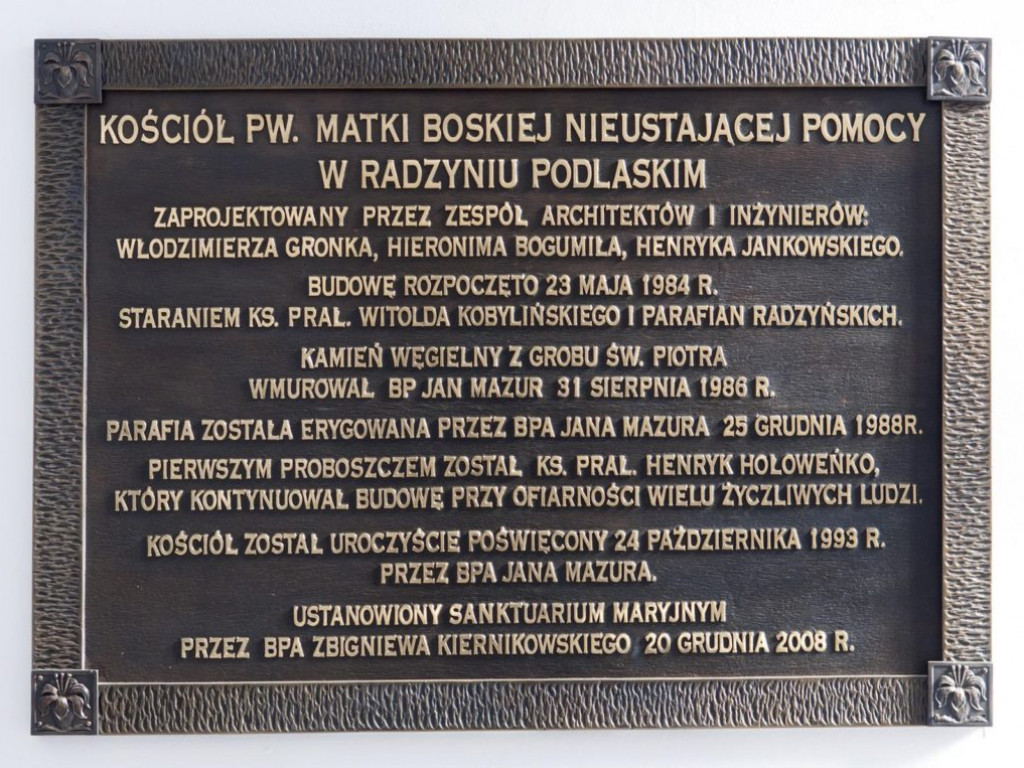 KOŚCIÓŁ PW. MATKI BOSKIEJ NIEUSTAJĄCEJ POMOCY
W RADZYNIU PODLASKIM
ZAPROJEKTOWANY PRZEZ ZESPÓŁ ARCHITEKTÓW I INŻYNIERÓW:
WŁODZIMIERZA GRONKA, HIERONIMA BOGUMIŁA, HENRYKA JANKOWSKIEGO.
BUDOWĘ ROZPOCZĘTO 23 MAJA 1984 R.
STARANIEM KS. PRAŁ. WITOLDA KOBYLIŃSKIEGO I PARAFIAN RADZYŃSKICH.
KAMIEŃ WĘGIELNY Z GROBU ŚW. PIOTRA
WMUROWAŁ BP JAN MAZUR 31 SIERPNIA 1986 R.
PARAFIA ZOSTAŁA ERYGOWANA PRZEZ BPA JANA MAZURA 25 GRUDNIA 1988R.
PIERWSZYM PROBOSZCZEM ZOSTAŁ KS. PRAŁ. HENRYK HOŁOWEŃKO,
KTÓRY KONTYNUOWAŁ BUDOWĘ PRZY OFIARNOŚCI WIELU ŻYCZLIWYCH LUDZI.
KOŚCIÓŁ ZOSTAŁ UROCZYŚCIE POŚWIĘCONY 24 PAŹDZIERNIKA 1993 R.
PRZEZ BPA JANA MAZURA.
USTANOWIONY SANKTUARIUM MARYJNYM
PRZEZ BPA ZBIGNIEWA KIERNIKOWSKIEGO 20 GRUDNIA 2008 R.